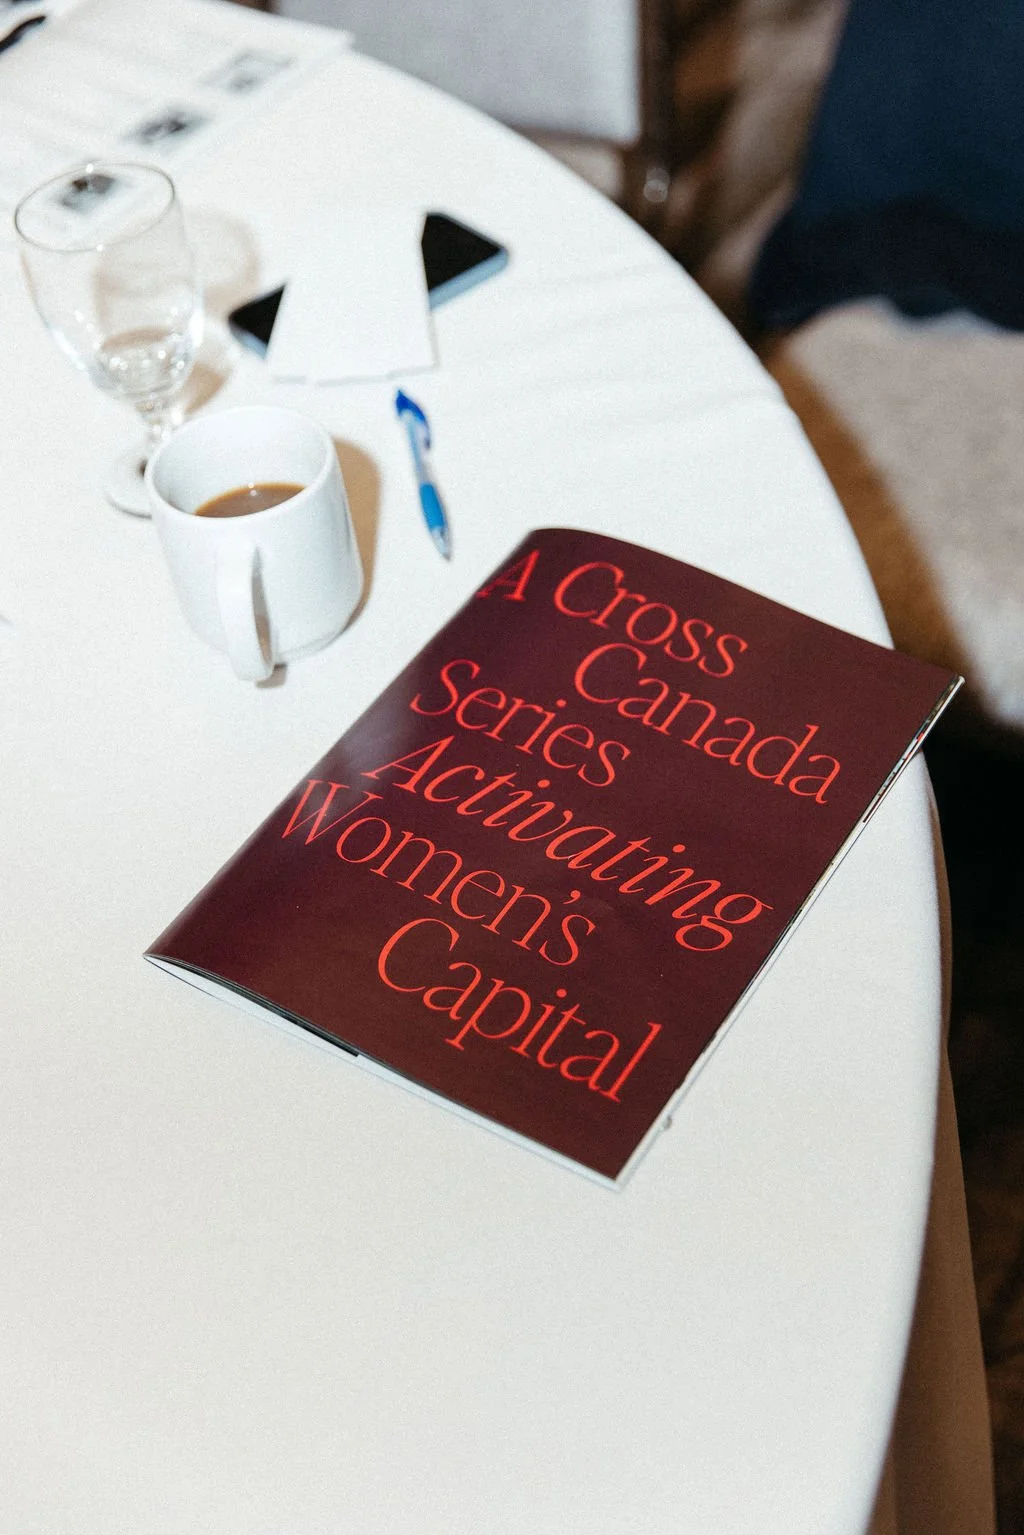 A Cross
Canada
Series
Activating
Women's
Capital